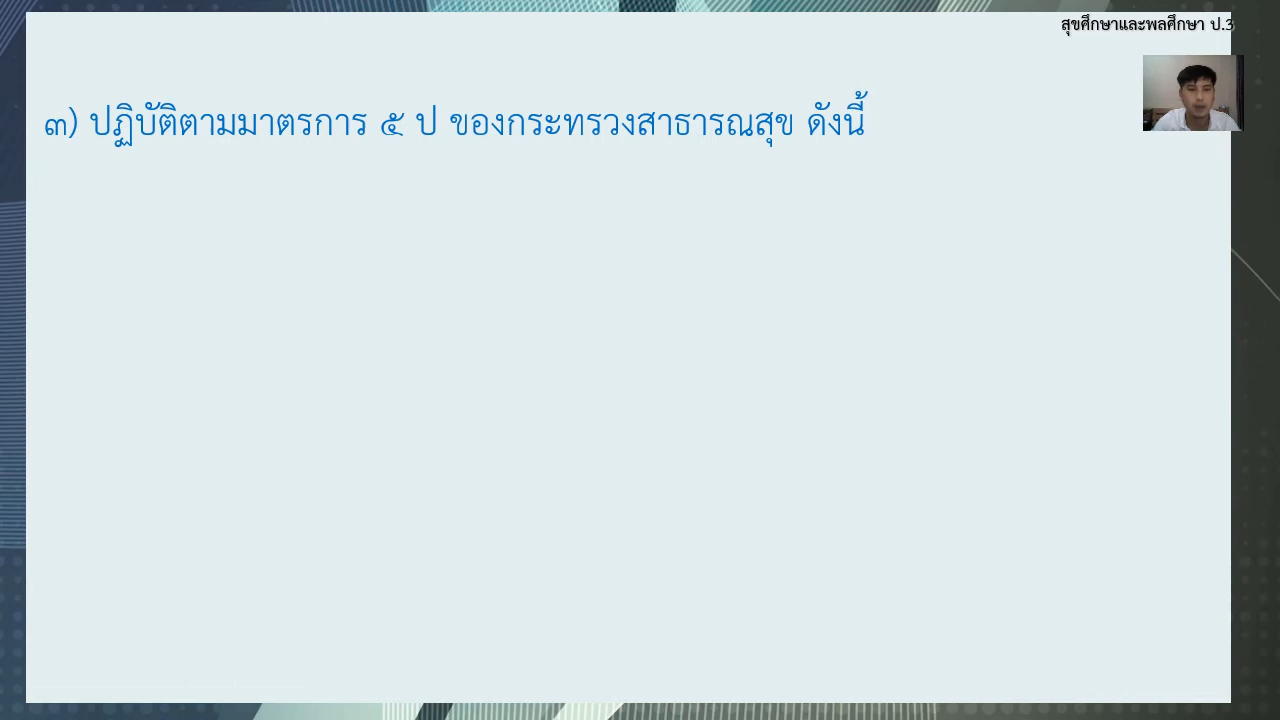 สุขศึกษาและพลศึกษา ป.3
๓) ปฏิบัติตามมาตรการ ๕ ป ของกระทรวงสาธารณสุข ดังนี้